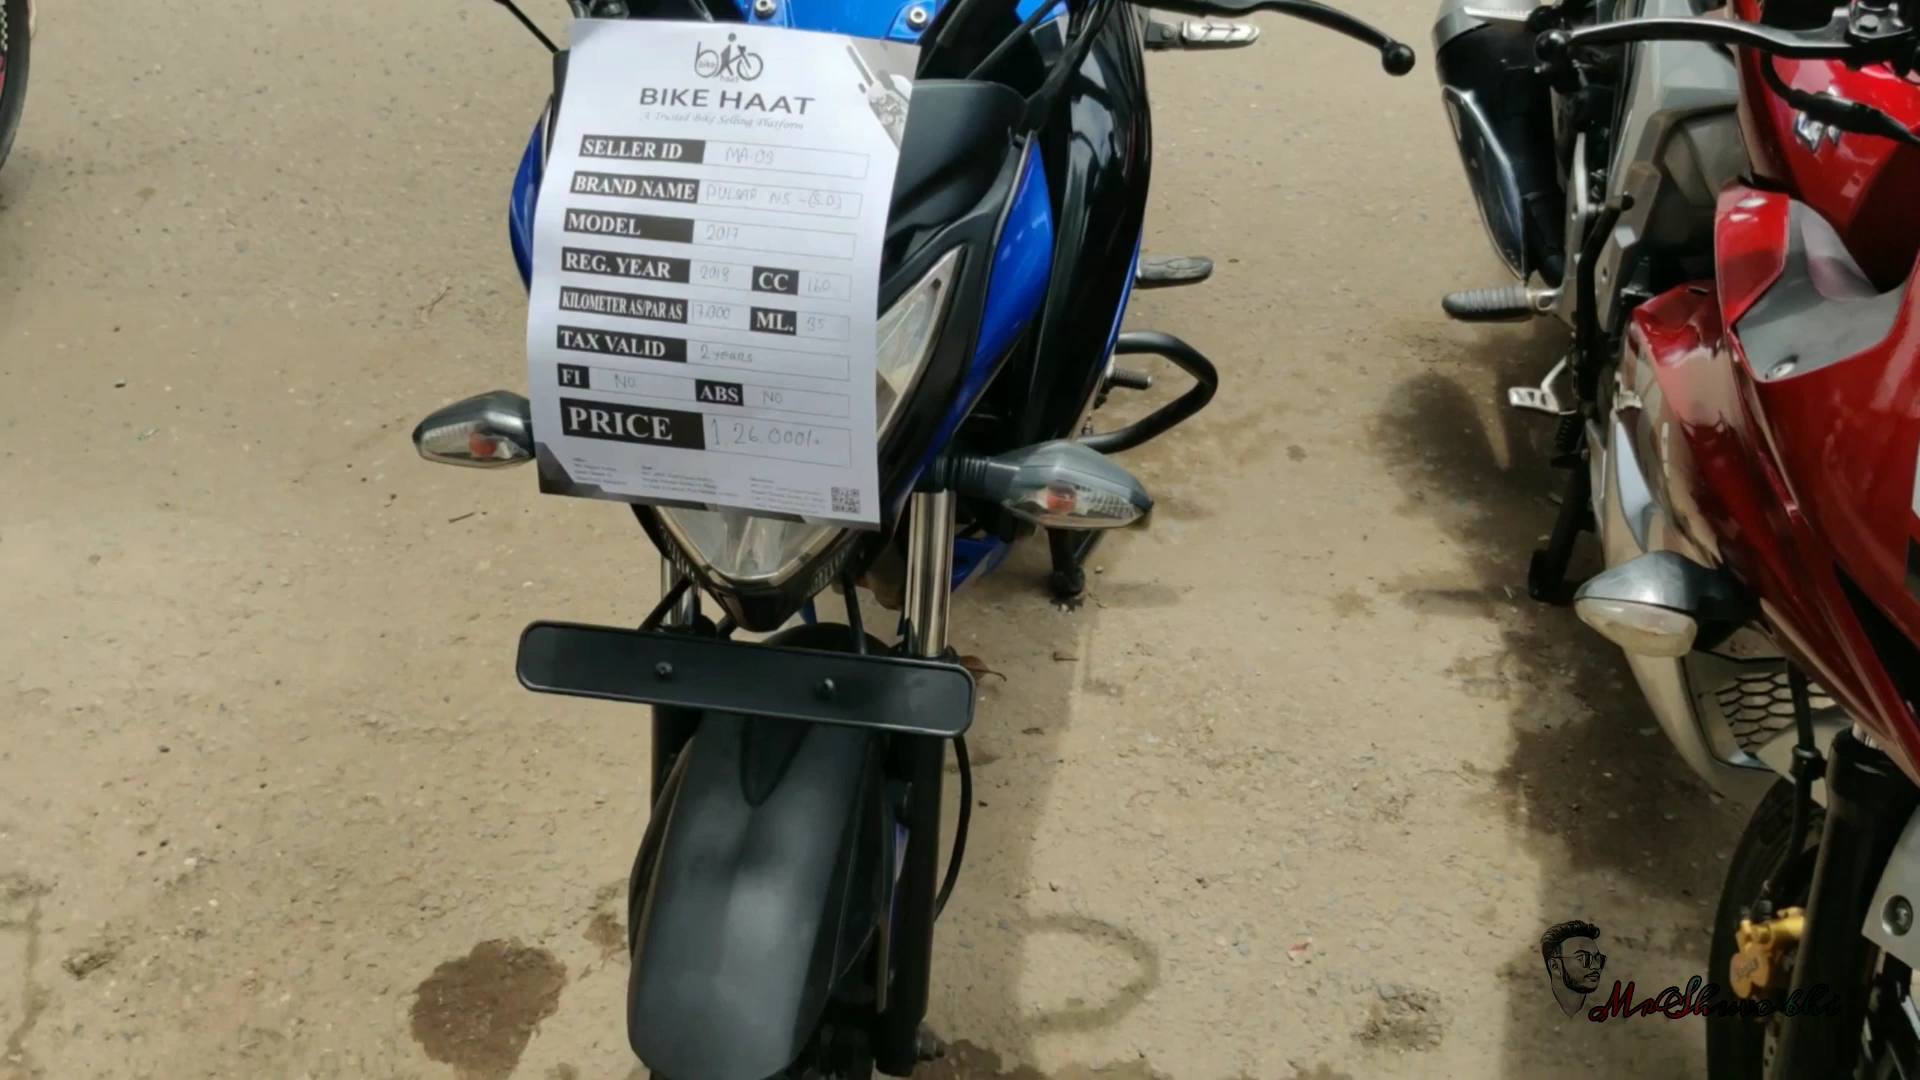 bike
HAAT
BIKE HAAT
A Trusted Bike Selling Platform
SELLER ID MA-03
BRAND NAME PULSAR NS - (S.D)
MODEL 2017
REG. YEAR 2018 CC 160
KILOMETER AS/PAR AS 17.000 ML. 35
TAX VALID 2 years
FI NO ABS NO
PRICE 1.26.000/-